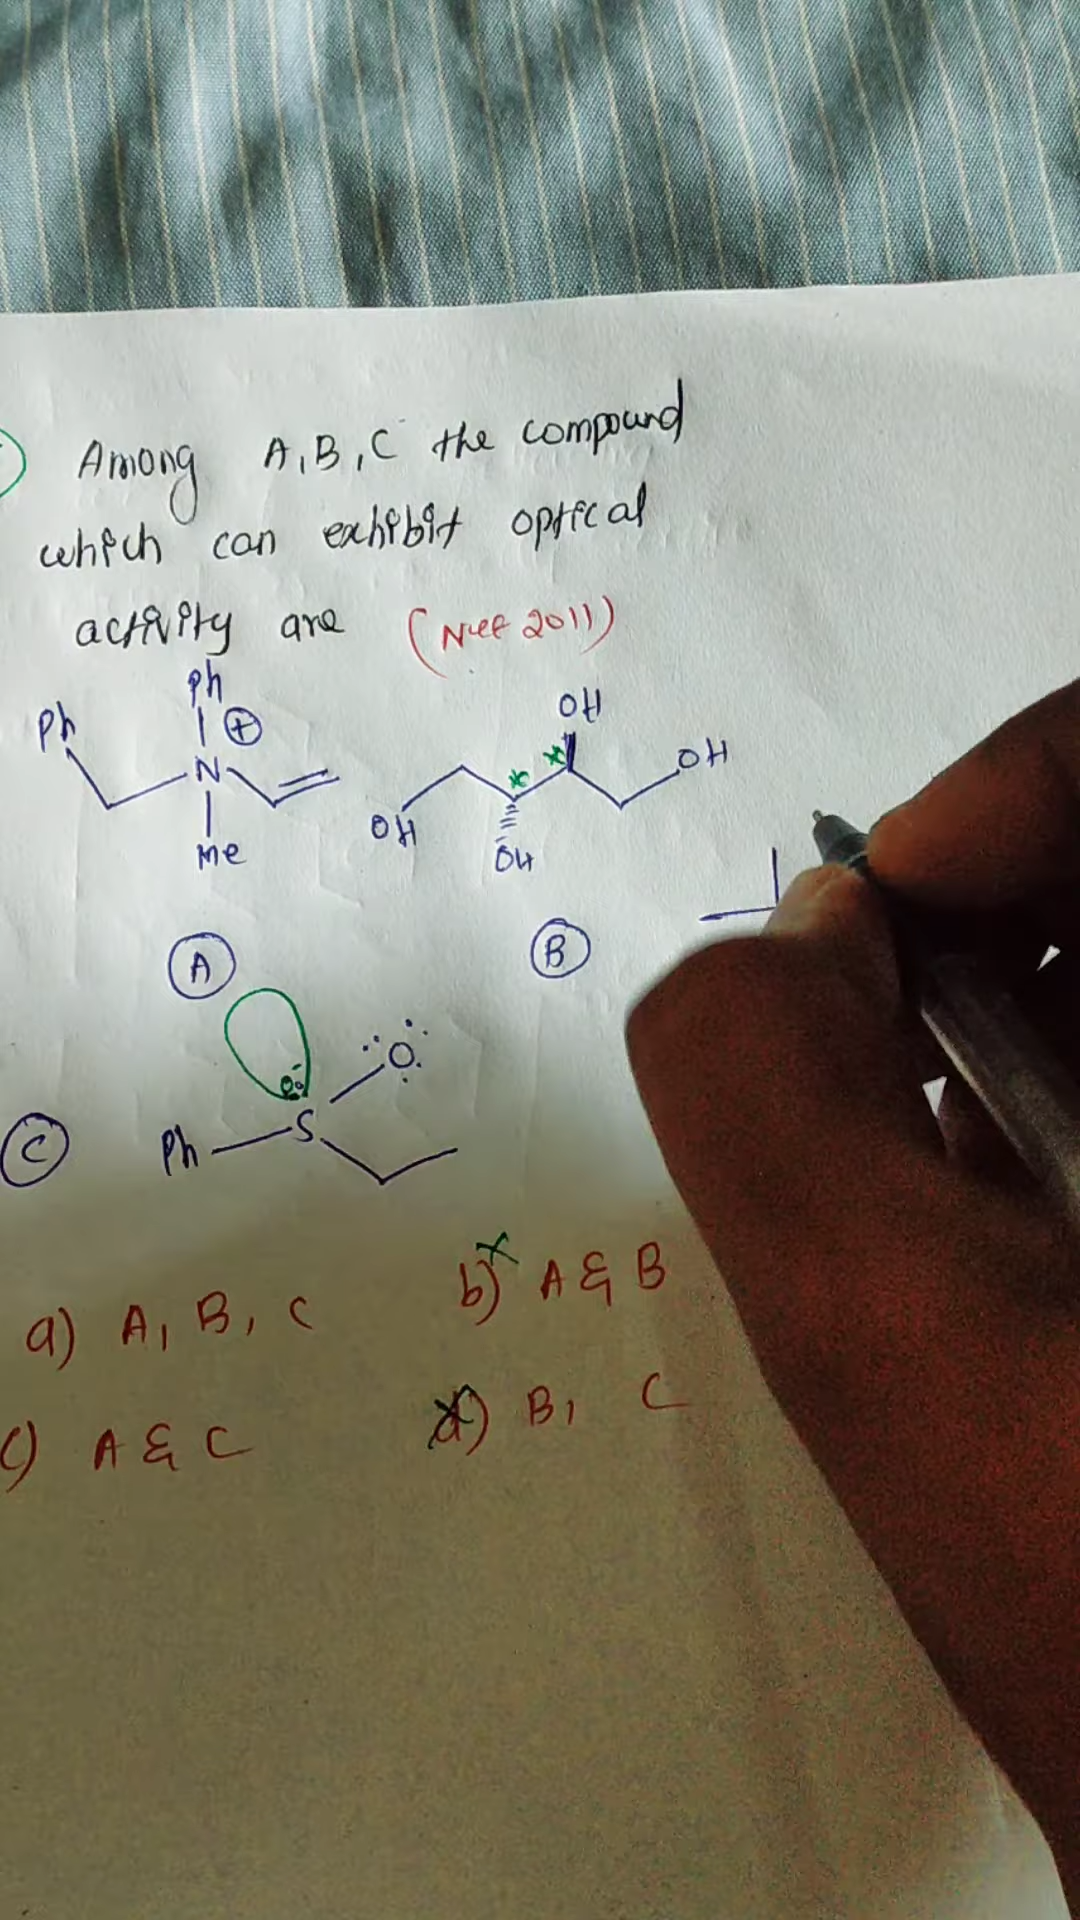 Among A, B, C the compound
which can exhibit optical
activity are (Neet 2011)
Ph
Ph
N +
Me
OH
OH
OH
OH
A
B
C
Ph S O
a) A, B, C
b) A & B
c) A & C
d) B, C